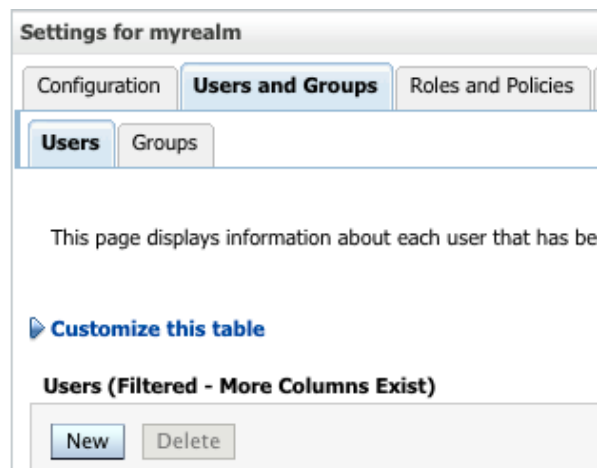 Settings for myrealm
Configuration Users and Groups Roles and Policies
Users Groups
This page displays information about each user that has be
Customize this table
Users (Filtered - More Columns Exist)
New Delete